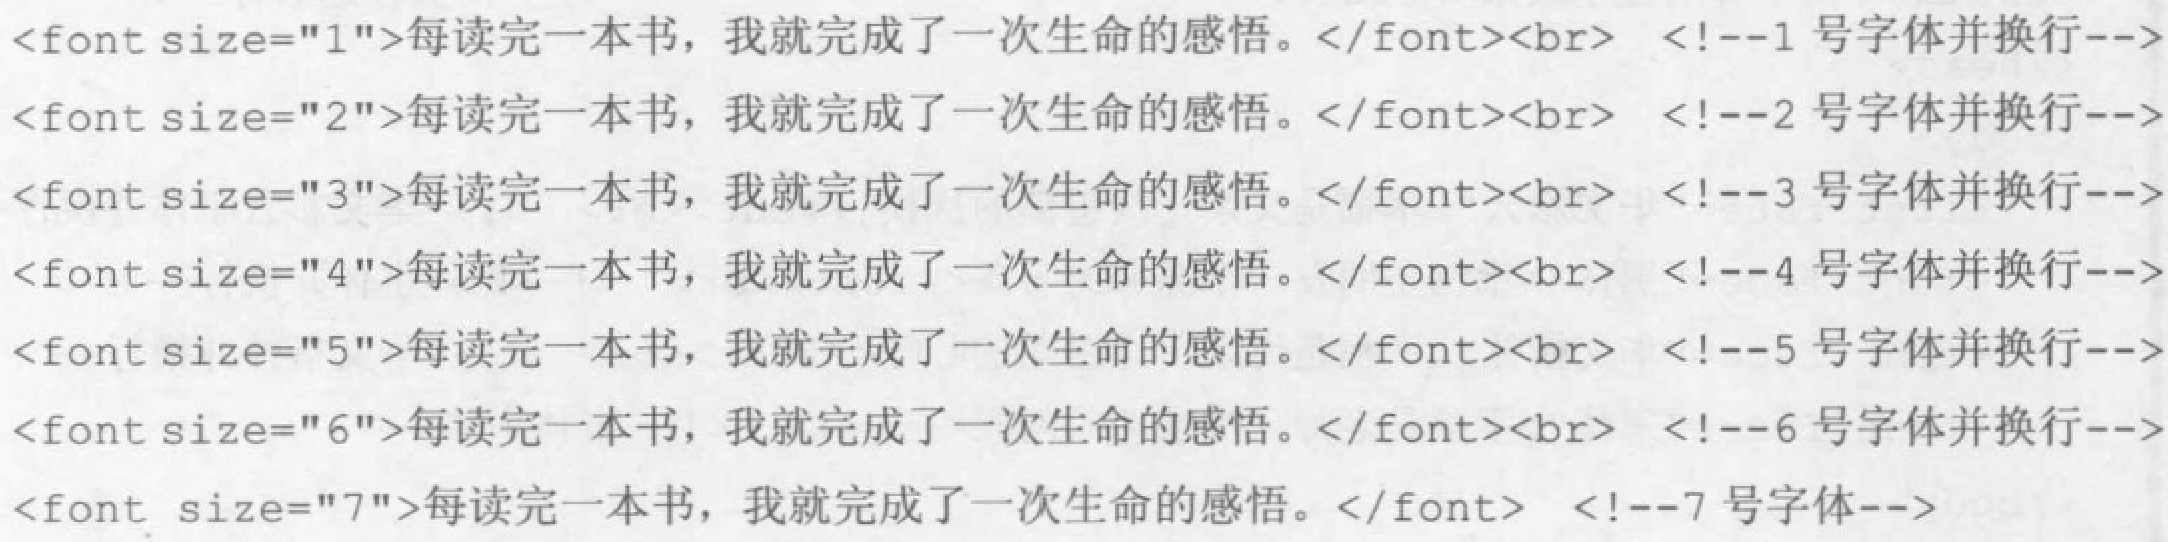 <font size="1">每读完一本书，我就完成了一次生命的感悟。</font><br> <!--1 号字体并换行-->
<font size="2">每读完一本书，我就完成了一次生命的感悟。</font><br> <!--2 号字体并换行-->
<font size="3">每读完一本书，我就完成了一次生命的感悟。</font><br> <!--3 号字体并换行-->
<font size="4">每读完一本书，我就完成了一次生命的感悟。</font><br> <!--4 号字体并换行-->
<font size="5">每读完一本书，我就完成了一次生命的感悟。</font><br> <!--5 号字体并换行-->
<font size="6">每读完一本书，我就完成了一次生命的感悟。</font><br> <!--6 号字体并换行-->
<font size="7">每读完一本书，我就完成了一次生命的感悟。</font> <!--7 号字体-->